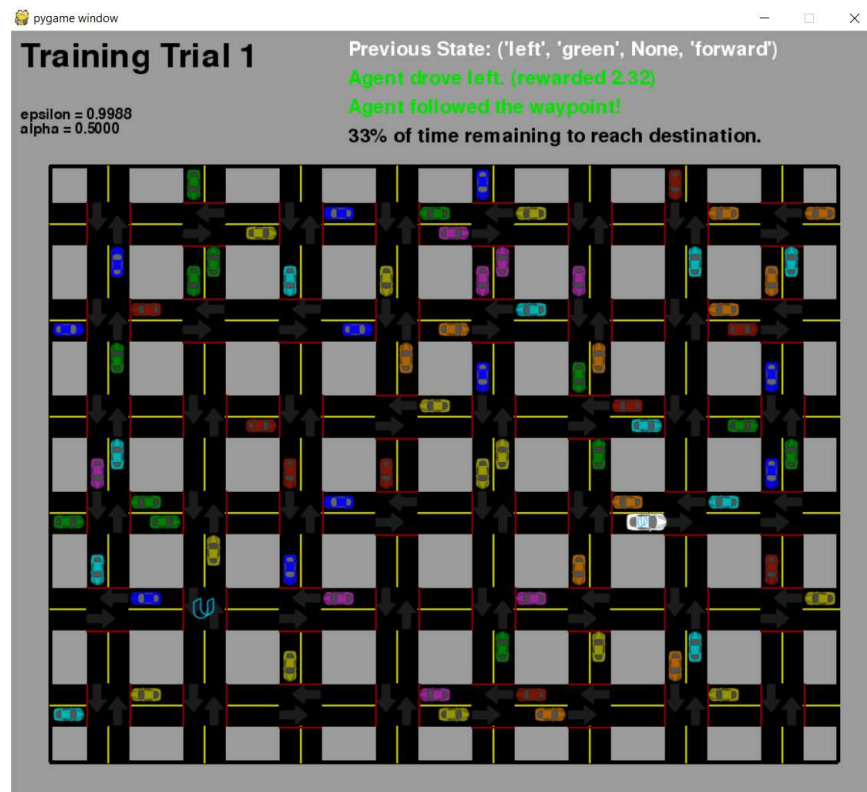 pygame window
Training Trial 1
epsilon = 0.9988
alpha = 0.5000
Previous State: ('left', 'green', None, 'forward')
Agent drove left. (rewarded 2.32)
Agent followed the waypoint!
33% of time remaining to reach destination.